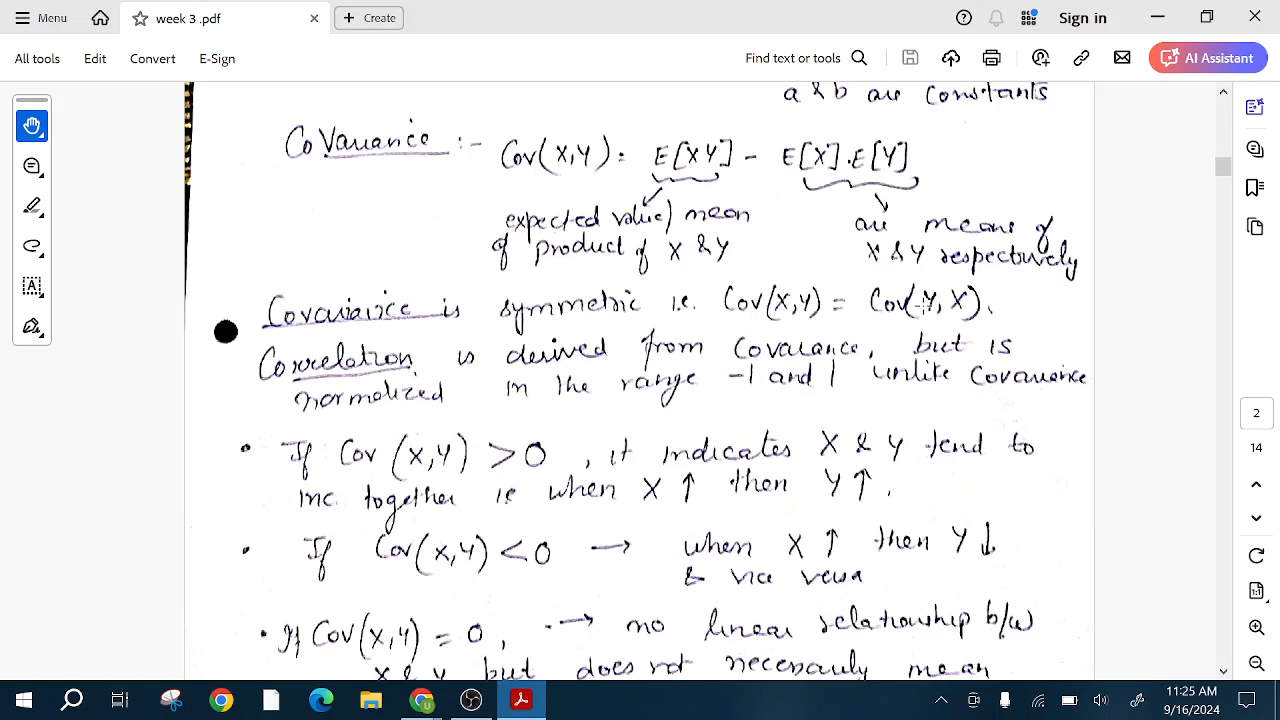 Menu
week 3 .pdf
Create
Sign in
All tools Edit Convert E-Sign
Find text or tools
AI Assistant
a & b are constants
Covariance :- Cov(X,Y) = E[XY] - E[X].E[Y]
expected value) mean
of product of X & Y
are means of
X & Y respectively
Covariance is symmetric i.e. Cov(X,Y) = Cov(Y, X).
Correlation is derived from Covarance, but is
normalized in the range -1 and 1 unlike Covariance
• If Cov (X,Y) > 0 , it indicates X & Y tend to
inc. together ie when X ↑ then Y ↑ .
• If Cov(X,Y) < 0 → when X ↑ then Y ↓
& vice versa
• If Cov(X,Y) = 0, → no linear relationship b/w
X & Y but does not necessarily mean
2
14
11:25 AM
9/16/2024